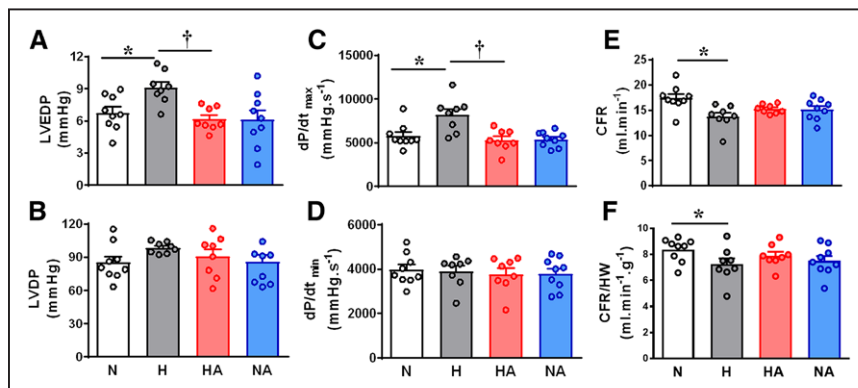 A
*
†
LVEDP
(mmHg)
12
9
6
3
0
C
*
†
dP/dt max
(mmHg.s-1)
15000
10000
5000
0
E
*
CFR
(ml.min-1)
25
20
15
10
5
0
B
LVDP
(mmHg)
120
90
60
30
0
N
H
HA
NA
D
dP/dt min
(mmHg.s-1)
6000
4000
2000
0
N
H
HA
NA
F
*
CFR/HW
(ml.min-1.g-1)
10
8
6
4
2
0
N
H
HA
NA